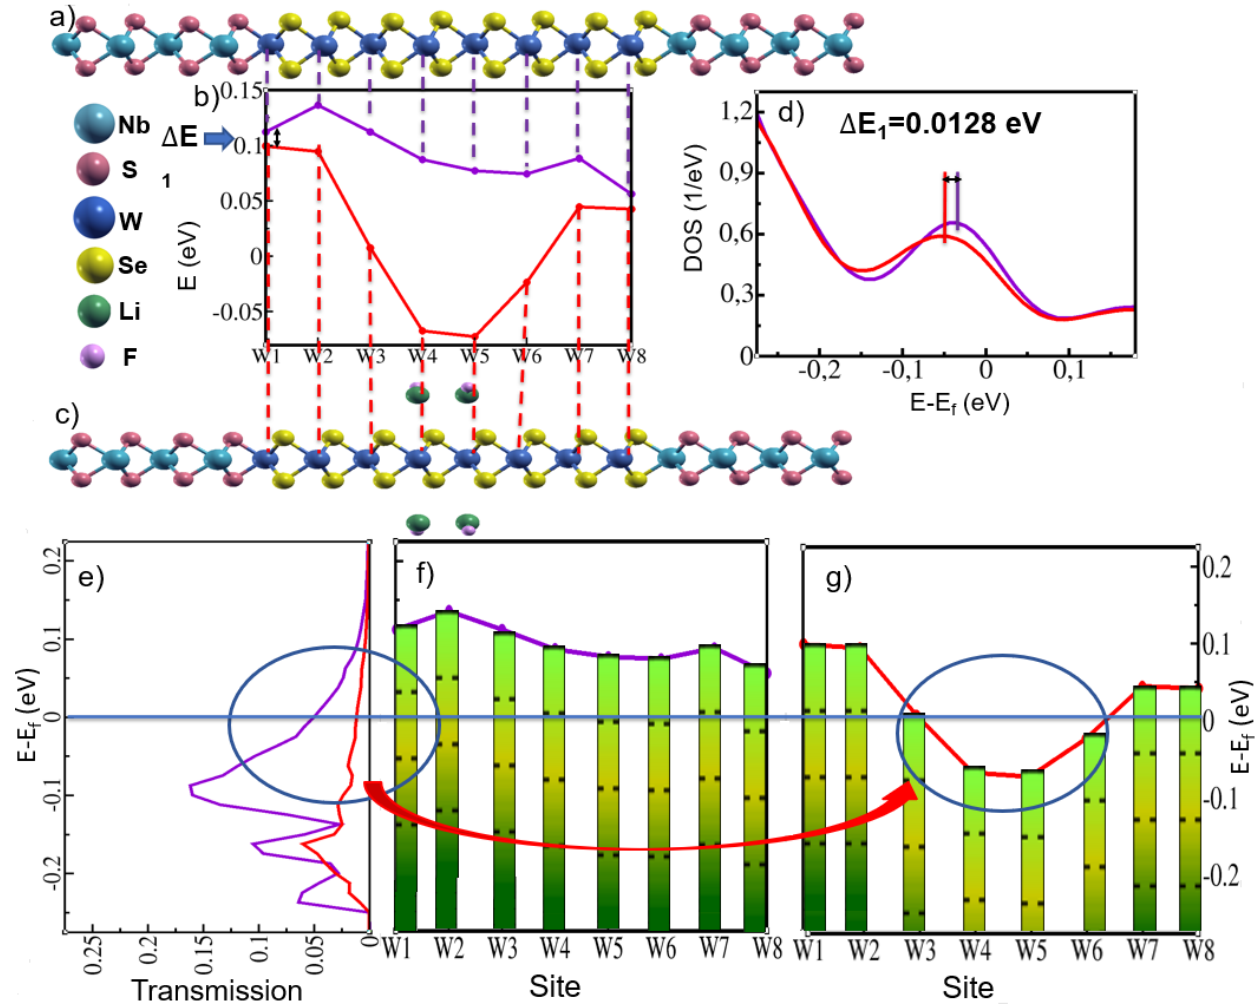 a)
b)
0.15
ΔE
1
0.1
0.05
0
-0.05
E (eV)
W1 W2 W3 W4 W5 W6 W7 W8
Nb
S
W
Se
Li
F
c)
d)
ΔE1=0.0128 eV
1,2
0,9
0,6
0,3
0
DOS (1/eV)
-0,2 -0,1 0 0,1
E-Ef (eV)
e)
0.2
0.1
0
-0.1
-0.2
E-Ef (eV)
0.25 0.2 0.15 0.1 0.05 0
Transmission
f)
W1 W2 W3 W4 W5 W6 W7 W8
Site
g)
0.2
0.1
0
-0.1
-0.2
E-Ef (eV)
W1 W2 W3 W4 W5 W6 W7 W8
Site